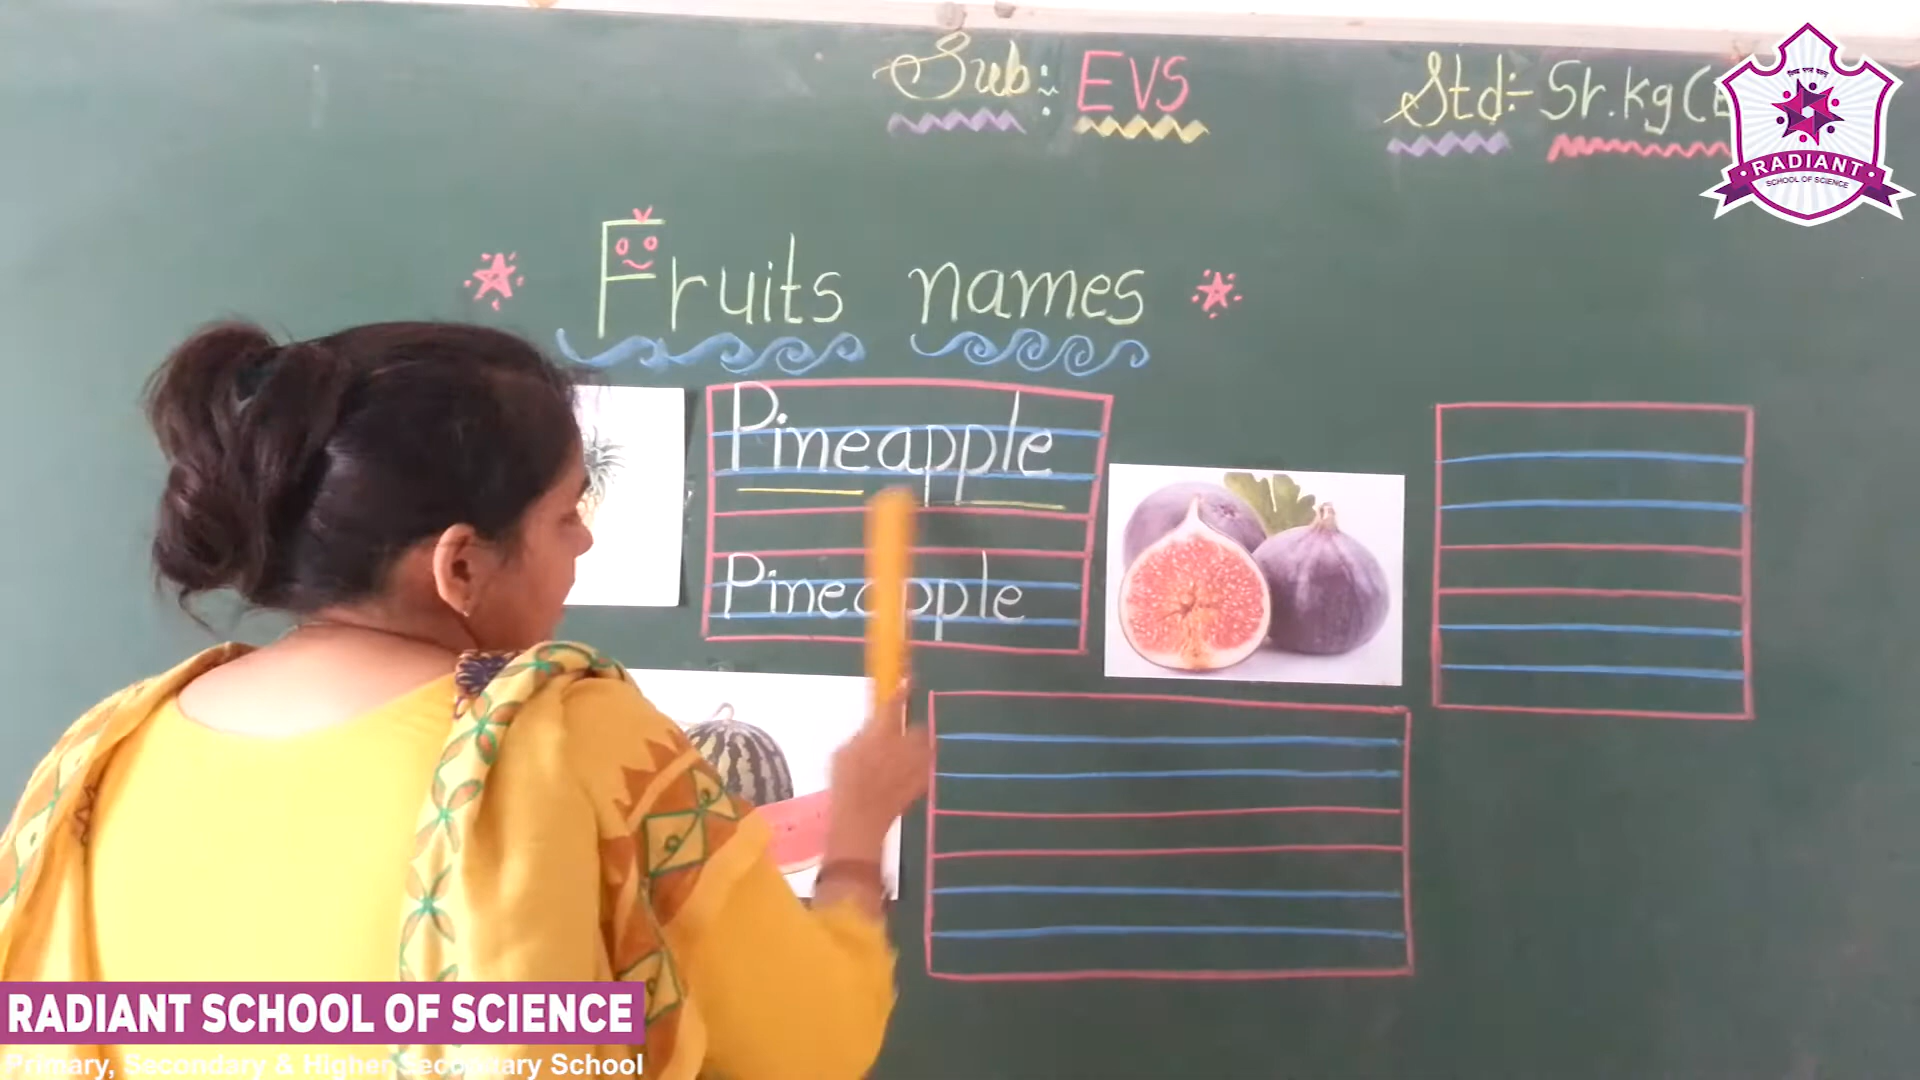 Sub:- EVS
Std:- Sr.kg (E
RADIANT
SCHOOL OF SCIENCE
Fruits names
Pineapple
Pineapple
RADIANT SCHOOL OF SCIENCE
Primary, Secondary & Higher Secondary School